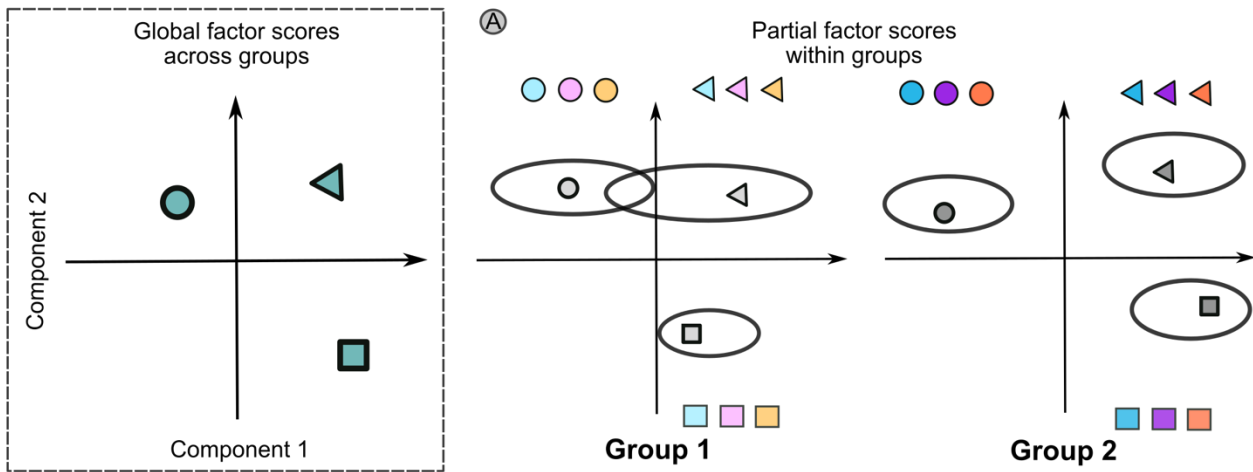 Global factor scores
across groups
Component 2
Component 1
A
Partial factor scores
within groups
Group 1
Group 2